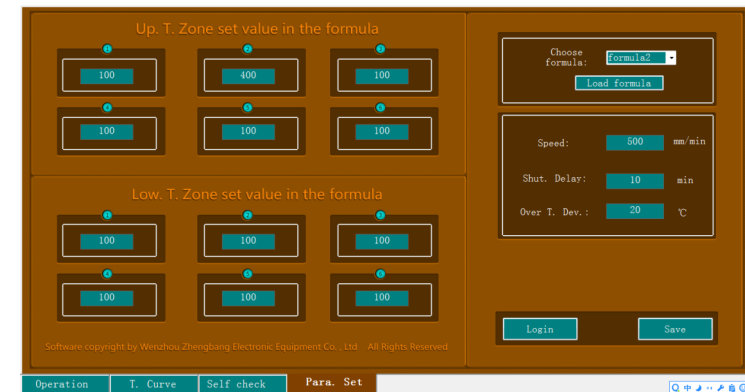 Up. T. Zone set value in the formula
1 2 3
100 400 100
4 5 6
100 100 100
Low. T. Zone set value in the formula
1 2 3
100 100 100
4 5 6
100 100 100
Software copyright by Wenzhou Zhengbang Electronic Equipment Co. , Ltd All Rights Reserved
Choose
formula: formula2
Load formula
Speed: 500 mm/min
Shut. Delay: 10 min
Over T. Dev.: 20 ℃
Login Save
Operation T. Curve Self check Para. Set
中